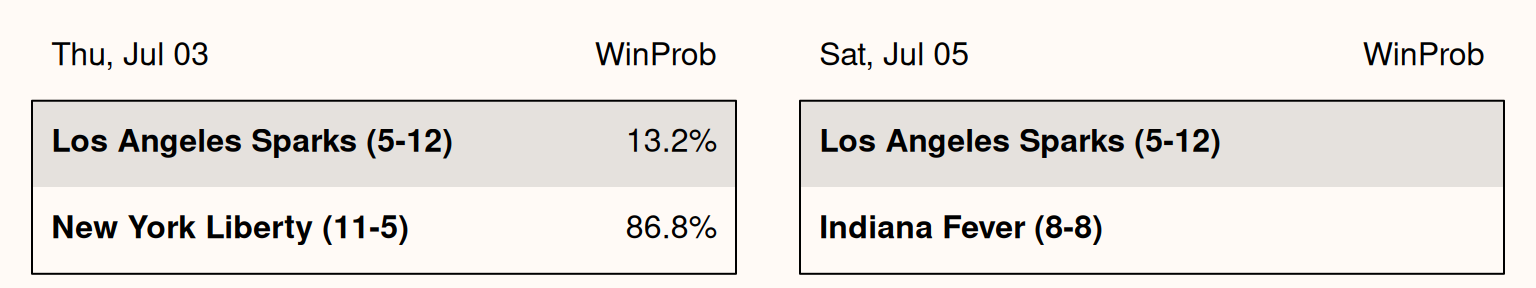 Thu, Jul 03 WinProb
Los Angeles Sparks (5-12) 13.2%
New York Liberty (11-5) 86.8%
Sat, Jul 05 WinProb
Los Angeles Sparks (5-12)
Indiana Fever (8-8)